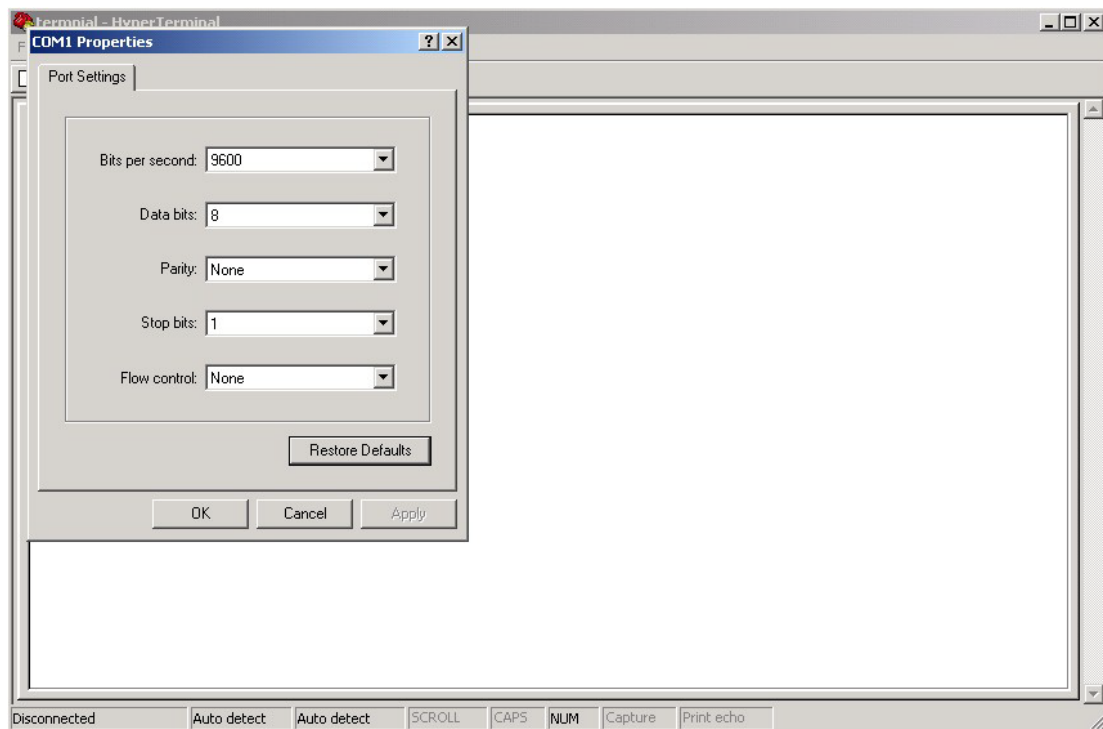 termnial - HyperTerminal
COM1 Properties
F
Port Settings
Bits per second: 9600
Data bits: 8
Parity: None
Stop bits: 1
Flow control: None
Restore Defaults
OK Cancel Apply
Disconnected Auto detect Auto detect SCROLL CAPS NUM Capture Print echo